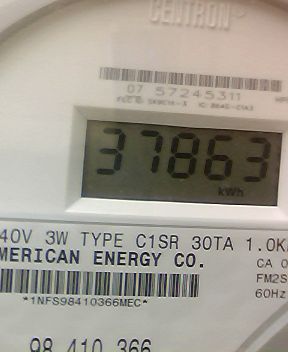 CENTRON
07 57245311
37863
kWh
40V 3W TYPE C1SR 30TA 1.0K
MERICAN ENERGY CO.
CA 0
FM2S
60Hz
*1NFS98410366MEC*
98 410 366